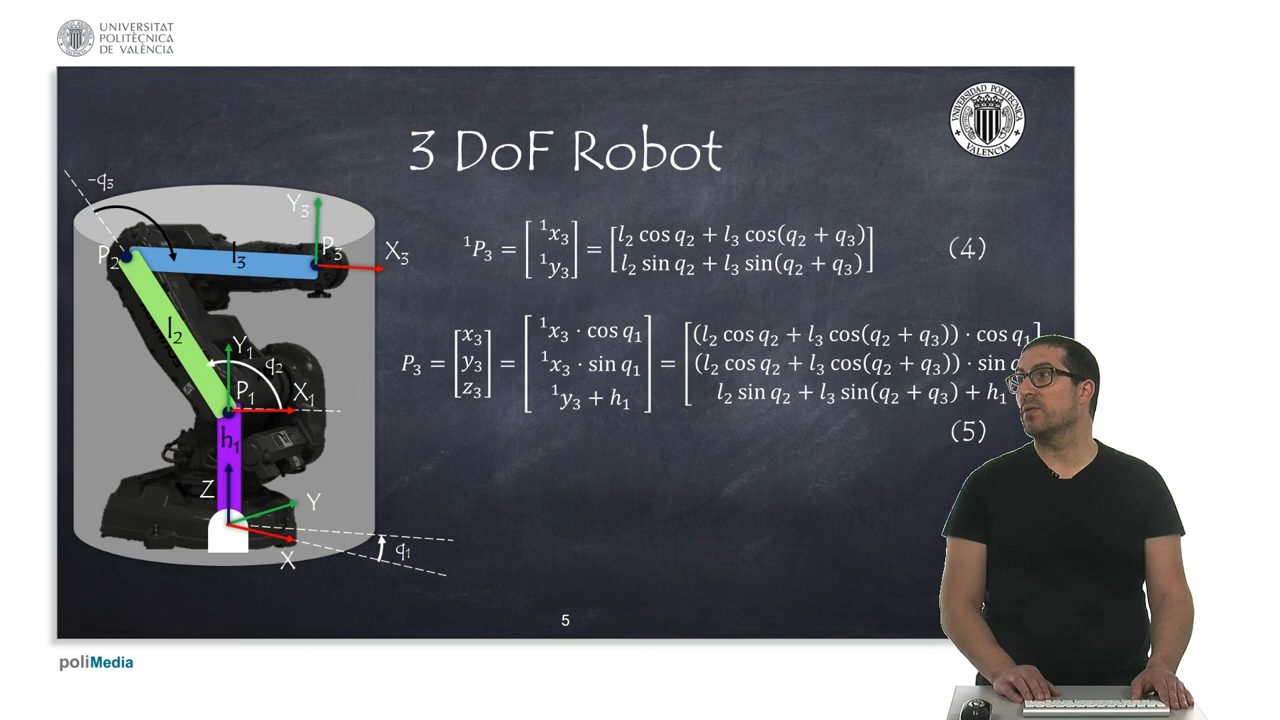 UNIVERSITAT
POLITÈCNICA
DE VALÈNCIA
UNIVERSIDAD POLITECNICA
VALENCIA
3 DoF Robot
-q₃
Y₃
P₂
l₃
P₃
X₃
l₂
Y₁
q₂
P₁
X₁
h₁
Z
Y
X
q₁
¹P₃ = [¹x₃ ¹y₃] = [l₂ cos q₂ + l₃ cos(q₂ + q₃) l₂ sin q₂ + l₃ sin(q₂ + q₃)] (4)
P₃ = [x₃ y₃ z₃] = [¹x₃ · cos q₁ ¹x₃ · sin q₁ ¹y₃ + h₁] = [(l₂ cos q₂ + l₃ cos(q₂ + q₃)) · cos q₁ (l₂ cos q₂ + l₃ cos(q₂ + q₃)) · sin l₂ sin q₂ + l₃ sin(q₂ + q₃) + h₁
(5)
5
poliMedia